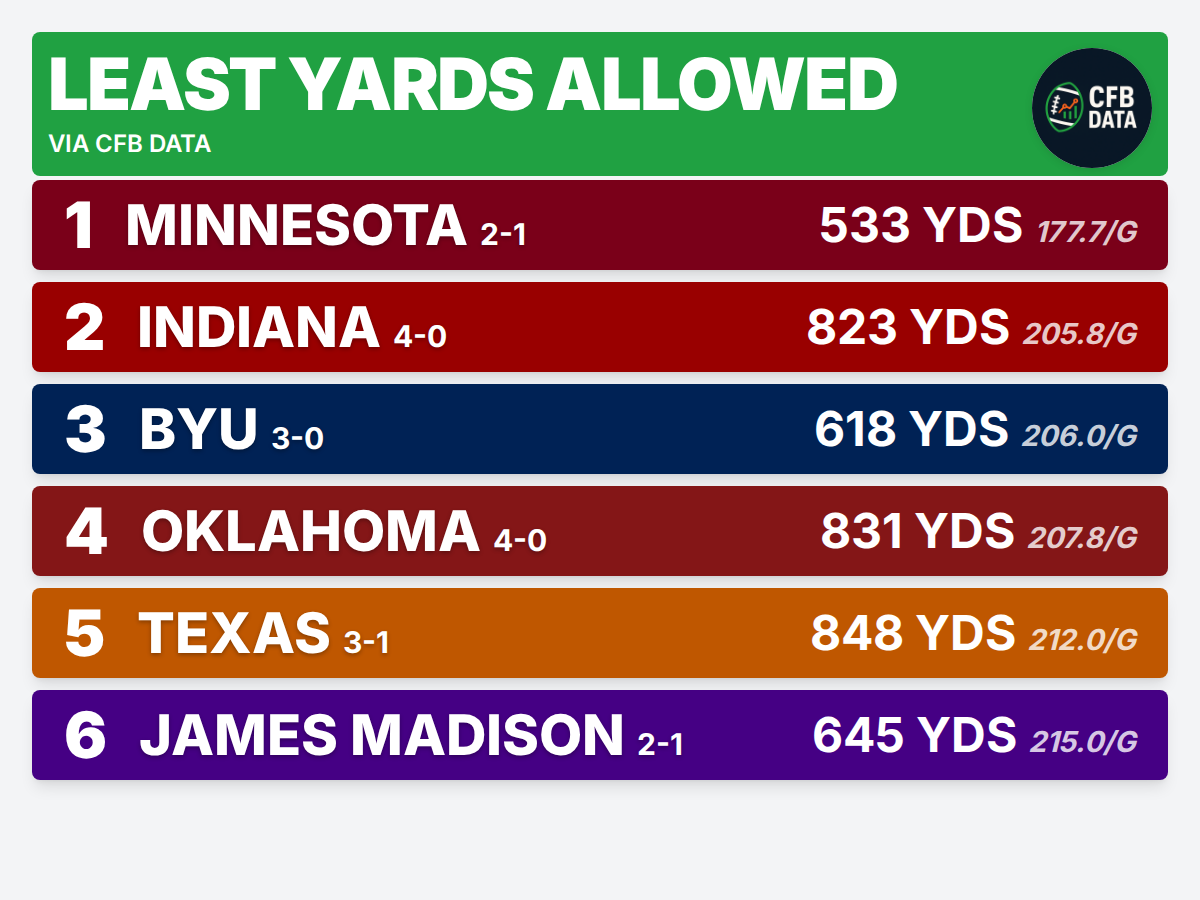 LEAST YARDS ALLOWED
VIA CFB DATA
CFB
DATA
1 MINNESOTA 2-1 533 YDS 177.7/G
2 INDIANA 4-0 823 YDS 205.8/G
3 BYU 3-0 618 YDS 206.0/G
4 OKLAHOMA 4-0 831 YDS 207.8/G
5 TEXAS 3-1 848 YDS 212.0/G
6 JAMES MADISON 2-1 645 YDS 215.0/G